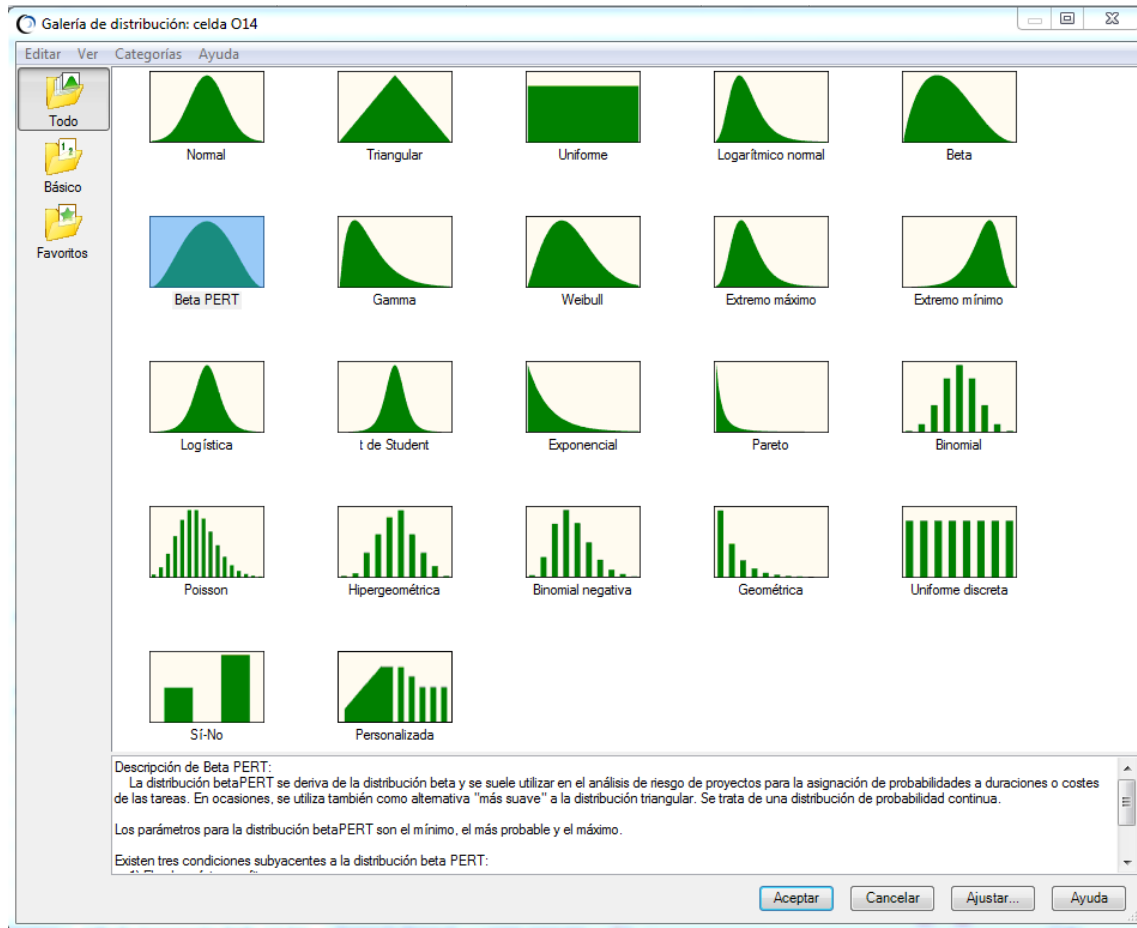 Galería de distribución: celda O14
Editar Ver Categorías Ayuda
Todo
Básico
Favoritos
Normal Triangular Uniforme Logarítmico normal Beta
Beta PERT Gamma Weibull Extremo máximo Extremo mínimo
Logística t de Student Exponencial Pareto Binomial
Poisson Hipergeométrica Binomial negativa Geométrica Uniforme discreta
Sí-No Personalizada
Descripción de Beta PERT:
La distribución betaPERT se deriva de la distribución beta y se suele utilizar en el análisis de riesgo de proyectos para la asignación de probabilidades a duraciones o costes
de las tareas. En ocasiones, se utiliza también como alternativa "más suave" a la distribución triangular. Se trata de una distribución de probabilidad continua.
Los parámetros para la distribución betaPERT son el mínimo, el más probable y el máximo.
Existen tres condiciones subyacentes a la distribución beta PERT:
Aceptar Cancelar Ajustar... Ayuda